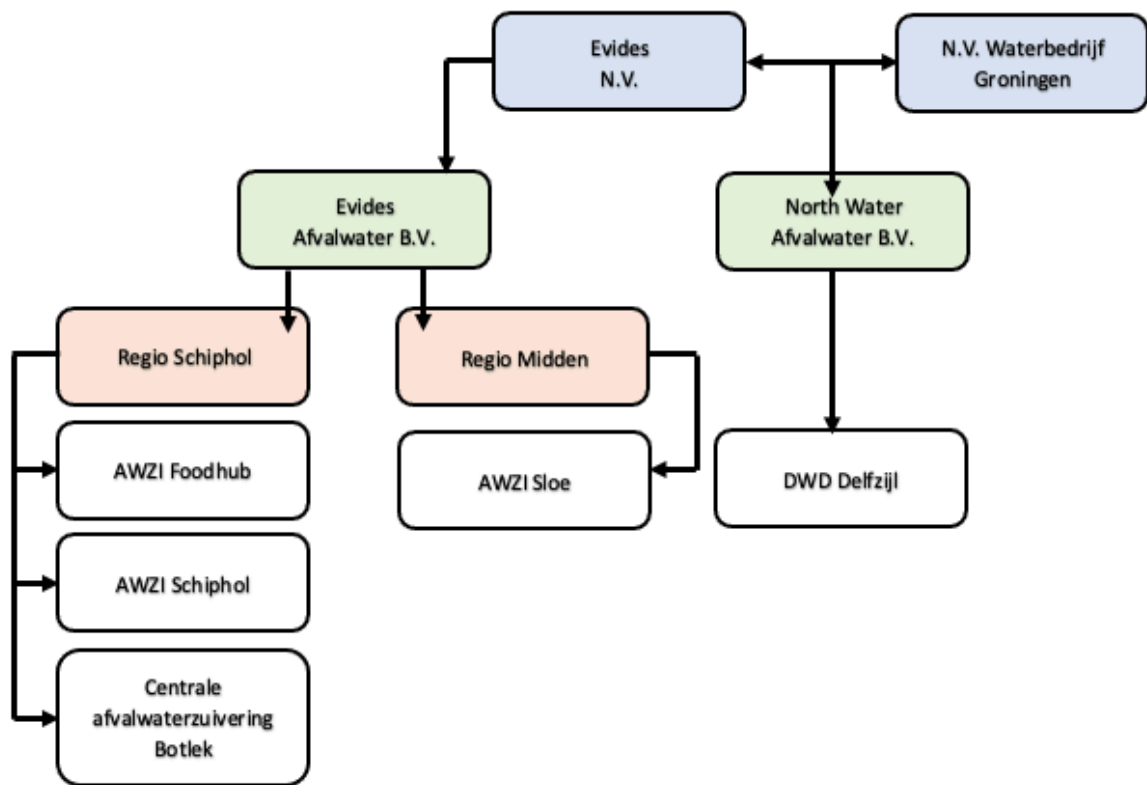 Evides
N.V.
N.V. Waterbedrijf
Groningen
Evides
Afvalwater B.V.
North Water
Afvalwater B.V.
Regio Schiphol
Regio Midden
AWZI Foodhub
AWZI Sloe
DWD Delfzijl
AWZI Schiphol
Centrale
afvalwaterzuivering
Botlek